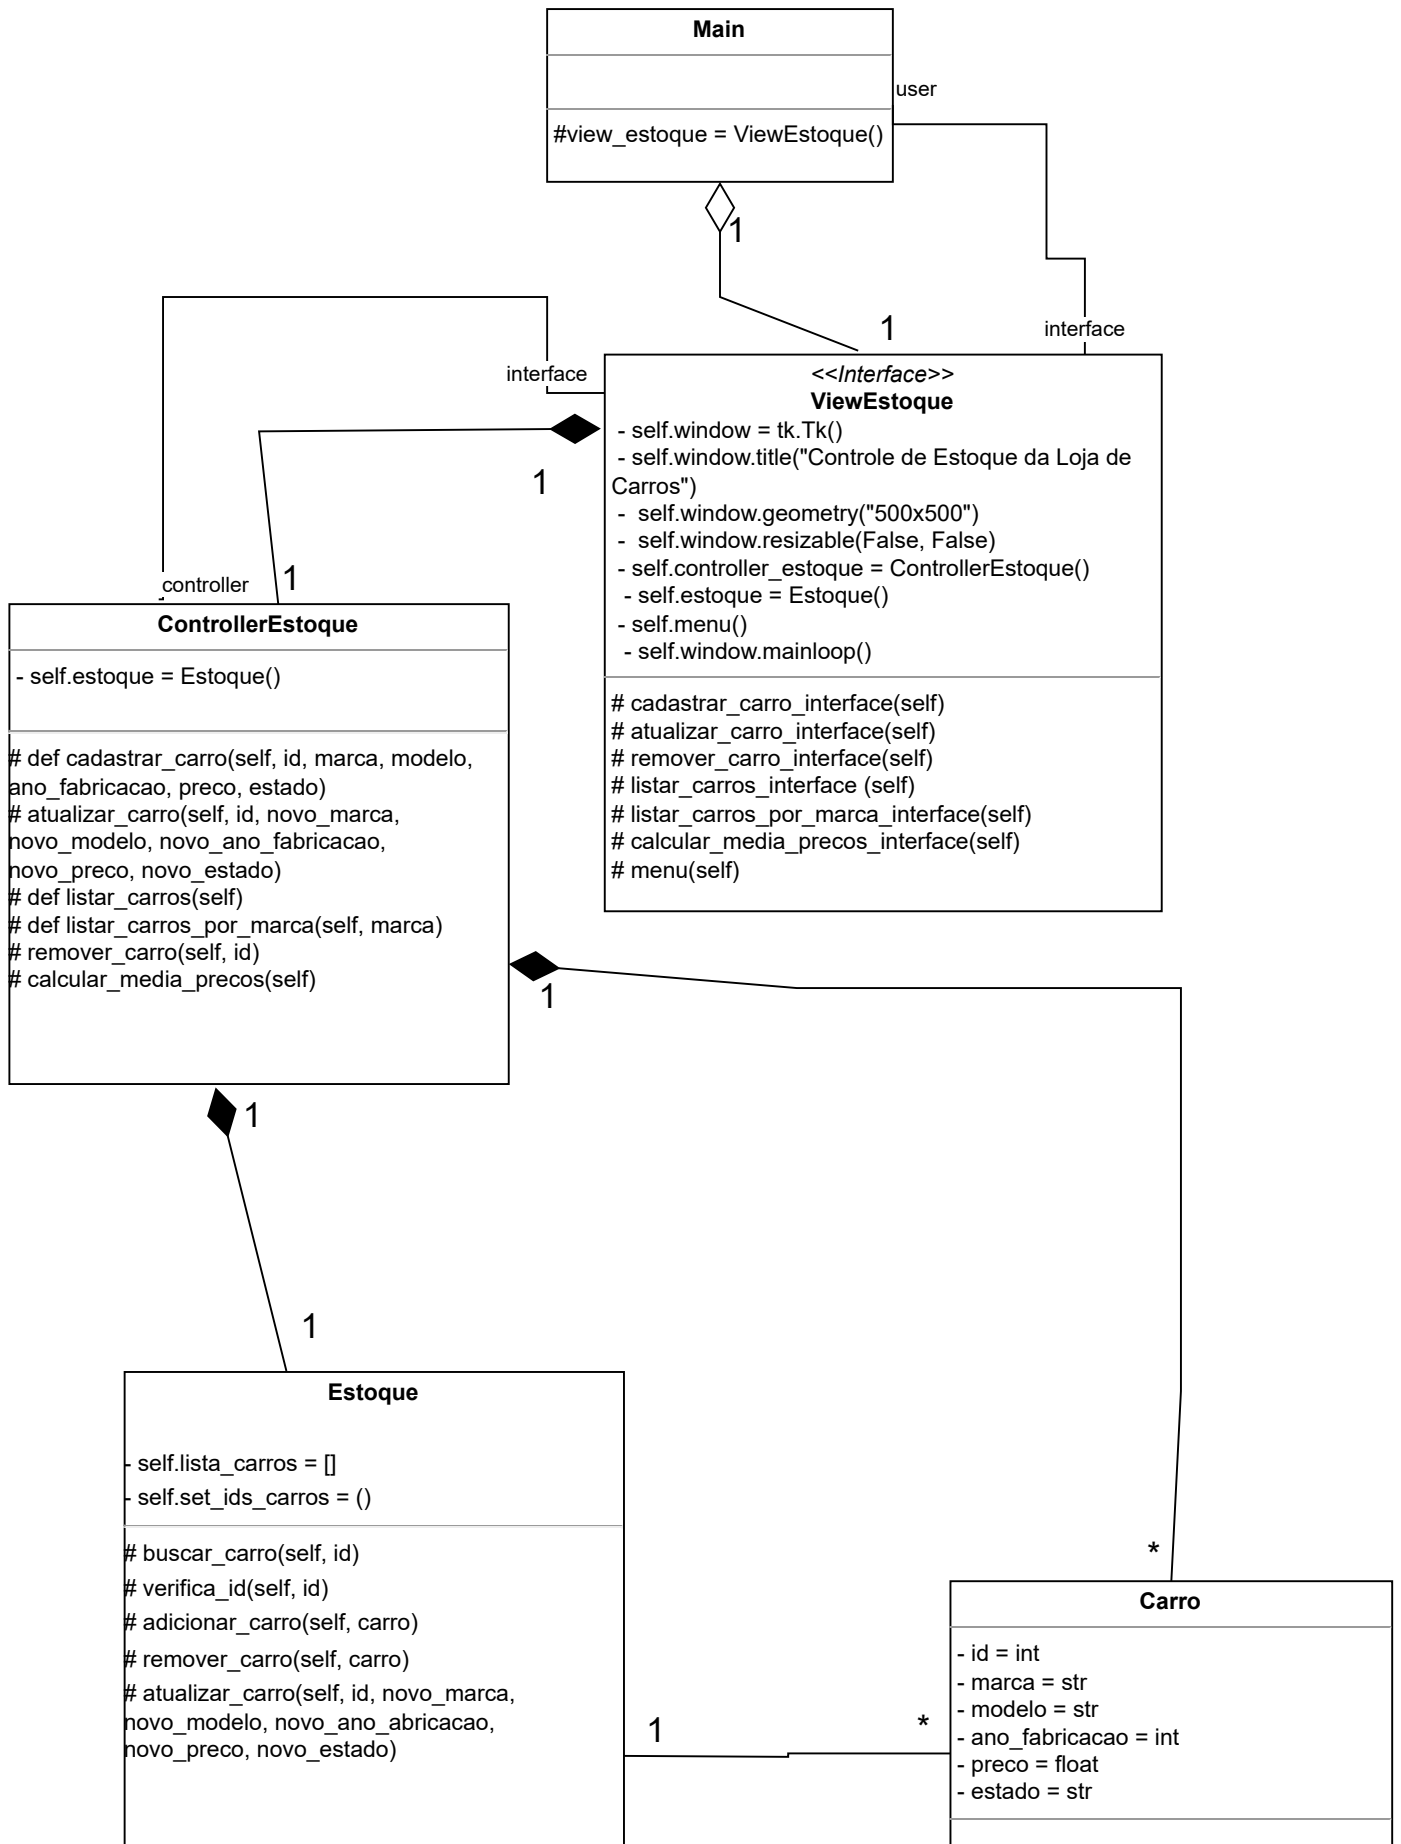 Main
user
#view_estoque = ViewEstoque()
1
1
interface
interface
<<Interface>>
ViewEstoque
- self.window = tk.Tk()
- self.window.title("Controle de Estoque da Loja de
Carros")
- self.window.geometry("500x500")
- self.window.resizable(False, False)
- self.controller_estoque = ControllerEstoque()
- self.estoque = Estoque()
- self.menu()
- self.window.mainloop()
# cadastrar_carro_interface(self)
# atualizar_carro_interface(self)
# remover_carro_interface(self)
# listar_carros_interface (self)
# listar_carros_por_marca_interface(self)
# calcular_media_precos_interface(self)
# menu(self)
1
1
controller
ControllerEstoque
- self.estoque = Estoque()
# def cadastrar_carro(self, id, marca, modelo,
ano_fabricacao, preco, estado)
# atualizar_carro(self, id, novo_marca,
novo_modelo, novo_ano_fabricacao,
novo_preco, novo_estado)
# def listar_carros(self)
# def listar_carros_por_marca(self, marca)
# remover_carro(self, id)
# calcular_media_precos(self)
1
1
1
Estoque
- self.lista_carros = []
- self.set_ids_carros = ()
# buscar_carro(self, id)
# verifica_id(self, id)
# adicionar_carro(self, carro)
# remover_carro(self, carro)
# atualizar_carro(self, id, novo_marca,
novo_modelo, novo_ano_abricacao,
novo_preco, novo_estado)
1
*
*
Carro
- id = int
- marca = str
- modelo = str
- ano_fabricacao = int
- preco = float
- estado = str